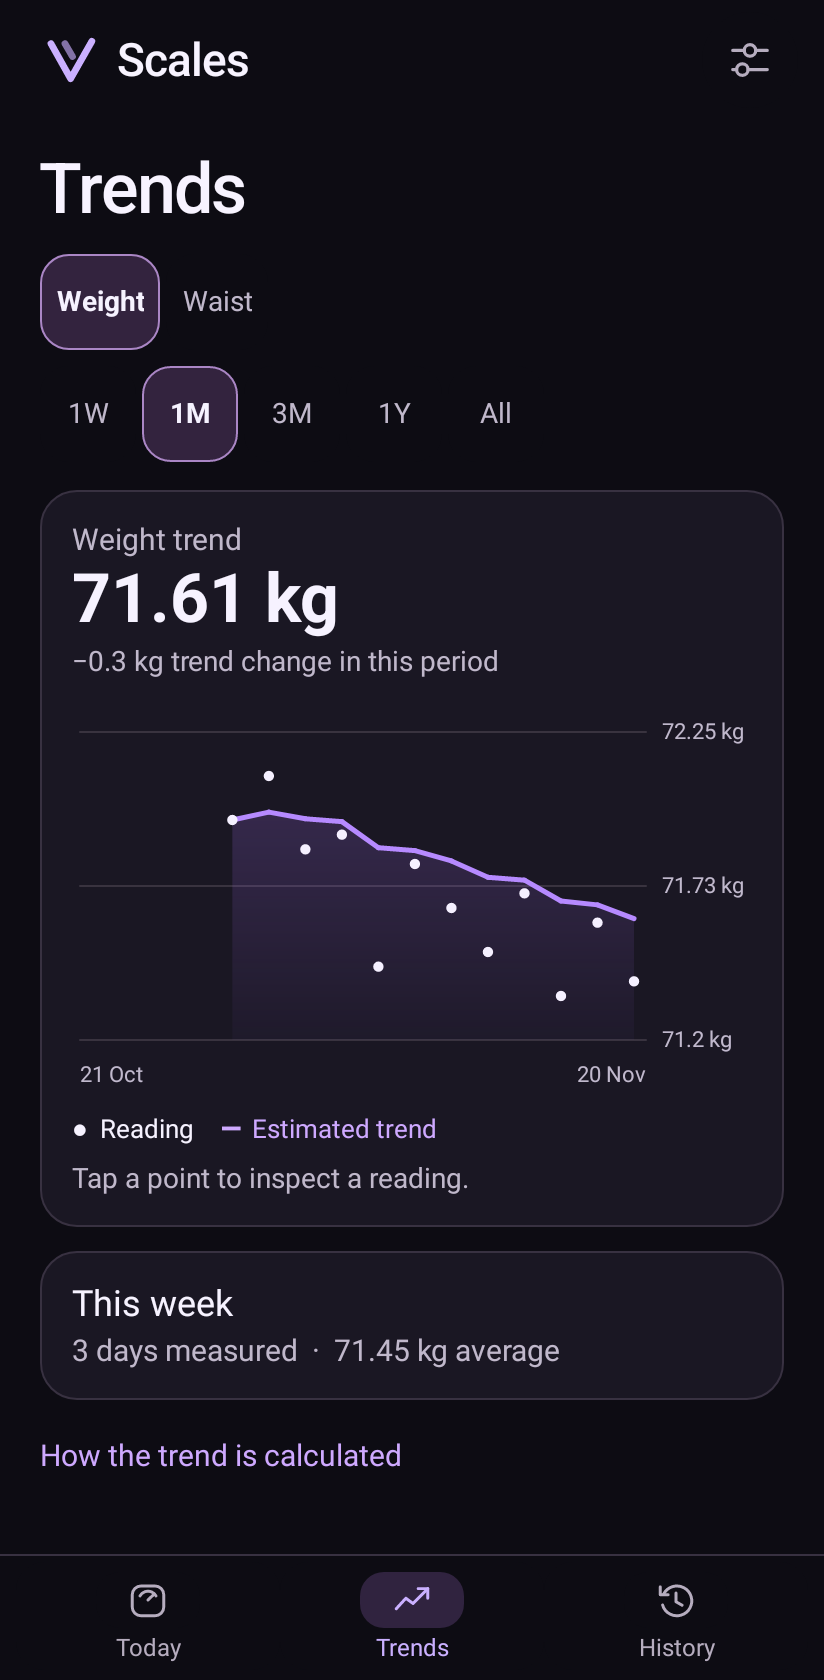 Scales
Trends
Weight Waist
1W 1M 3M 1Y All
Weight trend
71.61 kg
−0.3 kg trend change in this period
72.25 kg
71.73 kg
71.2 kg
21 Oct 20 Nov
Reading Estimated trend
Tap a point to inspect a reading.
This week
3 days measured · 71.45 kg average
How the trend is calculated
Today Trends History